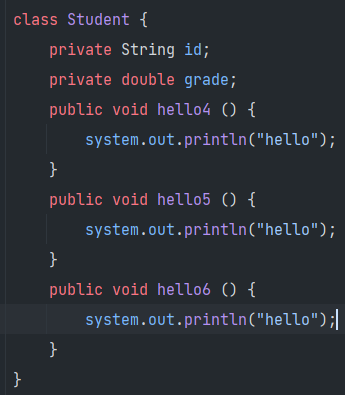 class Student {
    private String id;
    private double grade;
    public void hello4 () {
        system.out.println("hello");
    }
    public void hello5 () {
        system.out.println("hello");
    }
    public void hello6 () {
        system.out.println("hello");
    }
}